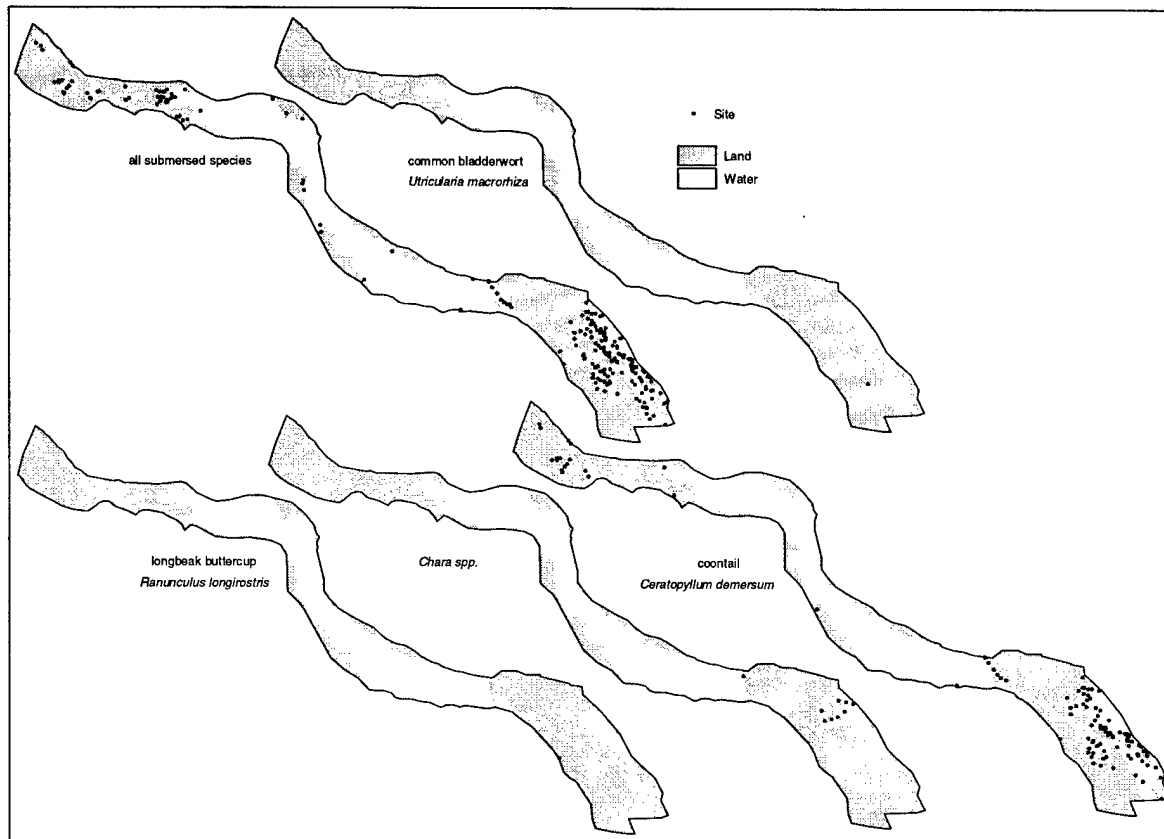 all submersed species
common bladderwort
Utricularia macrorhiza
Site
Land
Water
longbeak buttercup
Ranunculus longirostris
Chara spp.
coontail
Ceratopyllum demersum